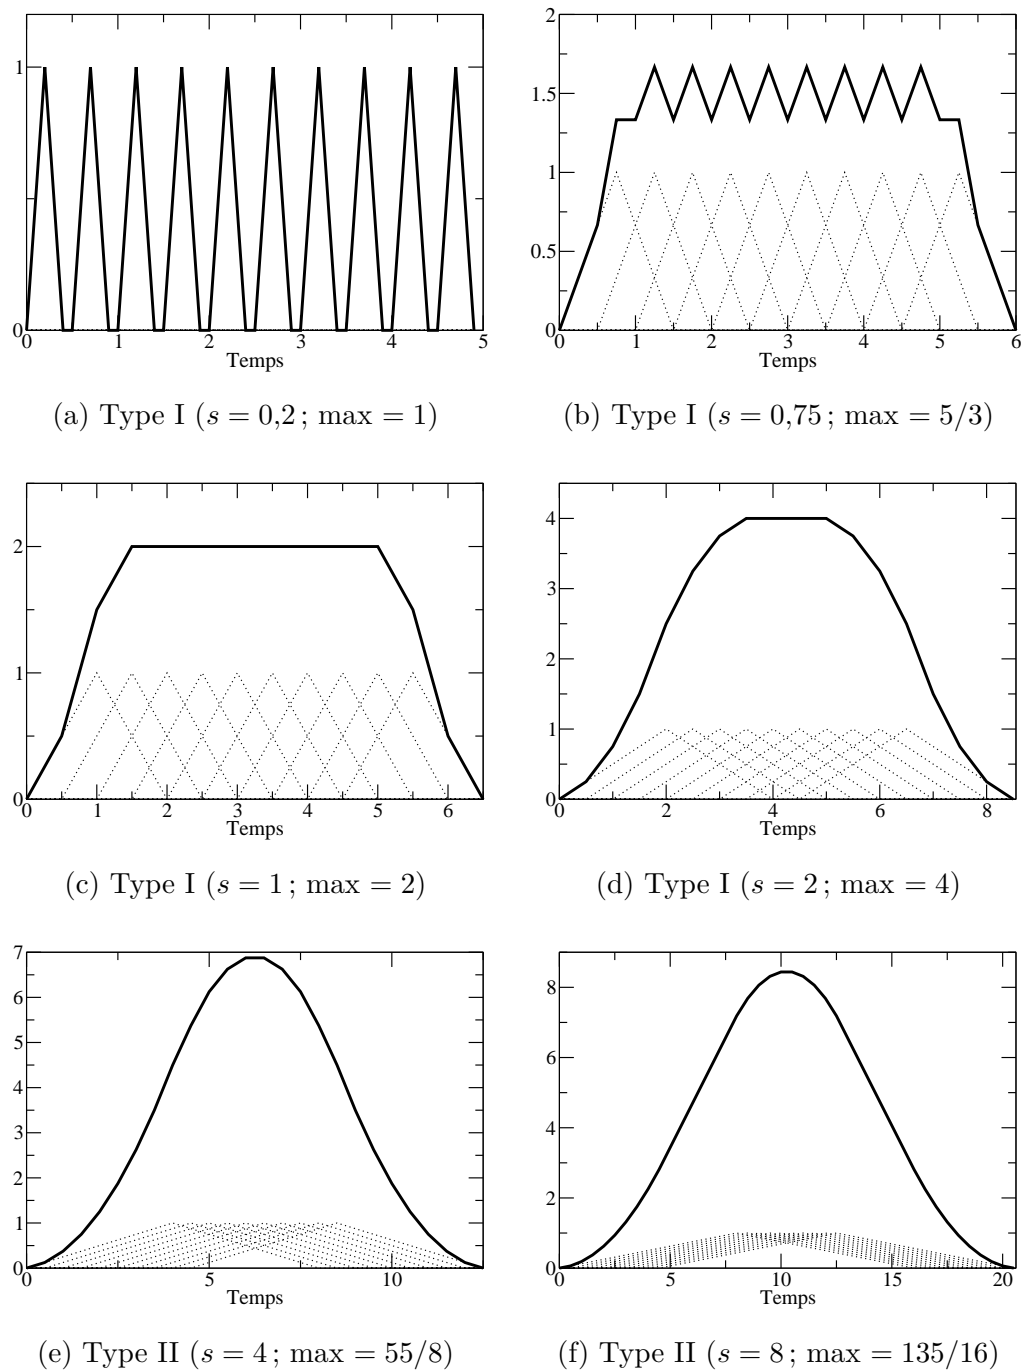 1
0
0 1 2 3 4 5
Temps
(a) Type I (s = 0,2 ; max = 1)
2
1.5
1
0.5
0
0 1 2 3 4 5 6
Temps
(b) Type I (s = 0,75 ; max = 5/3)
2
1
0
0 1 2 3 4 5 6
Temps
(c) Type I (s = 1 ; max = 2)
4
3
2
1
0
0 2 4 6 8
Temps
(d) Type I (s = 2 ; max = 4)
7
6
5
4
3
2
1
0
0 5 10
Temps
(e) Type II (s = 4 ; max = 55/8)
8
6
4
2
0
0 5 10 15 20
Temps
(f) Type II (s = 8 ; max = 135/16)